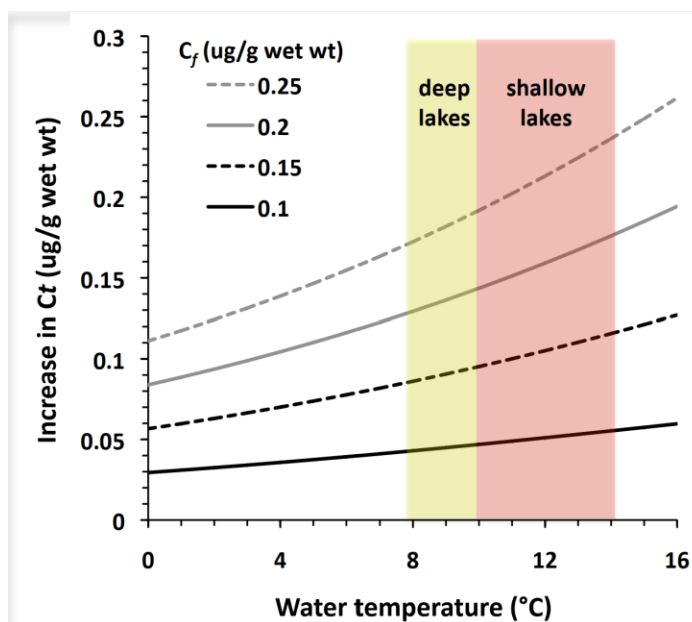 0.3
0.25
0.2
0.15
0.1
0.05
0
Increase in Ct (ug/g wet wt)
Cf (ug/g wet wt)
0.25
0.2
0.15
0.1
deep
lakes
shallow
lakes
0 4 8 12 16
Water temperature (°C)